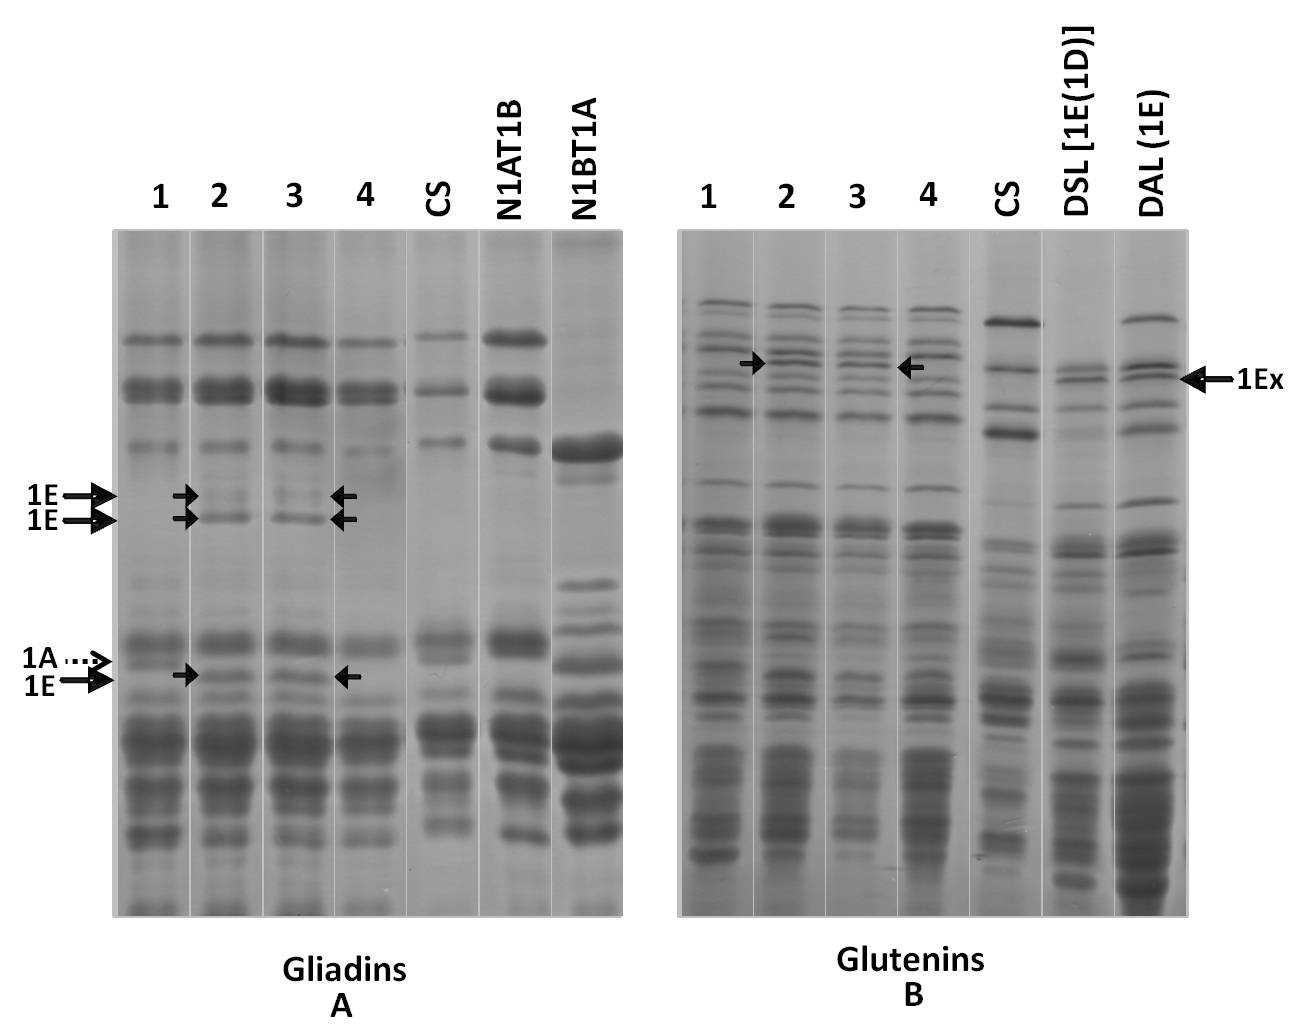 1 2 3 4 CS N1AT1B N1BT1A
1 2 3 4 CS DSL [1E(1D)] DAL (1E)
1Ex
1E
1E
1A
1E
Gliadins
A
Glutenins
B